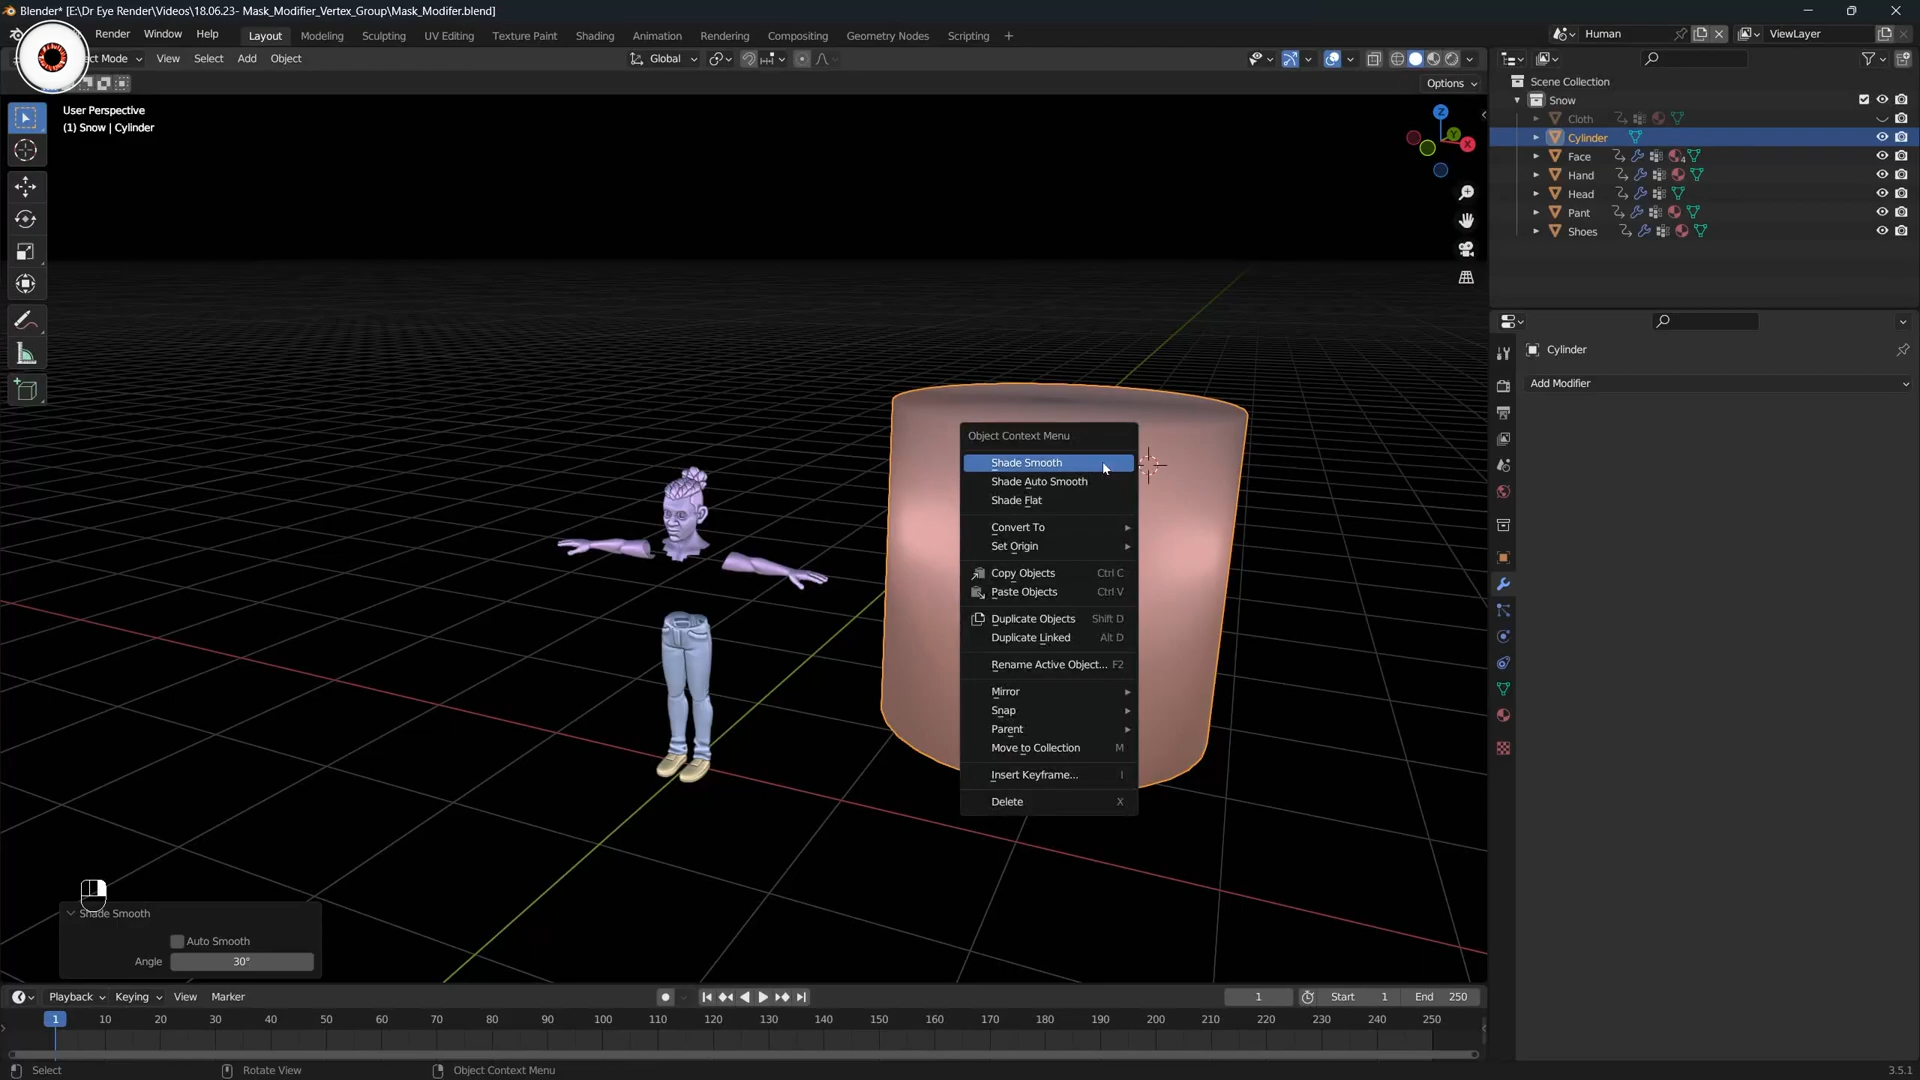 Blender* [E:\Dr Eye Render\Videos\18.06.23- Mask_Modifier_Vertex_Group\Mask_Modifer.blend]
Render Window Help Layout Modeling Sculpting UV Editing Texture Paint Shading Animation Rendering Compositing Geometry Nodes Scripting +
Human
ViewLayer
View Select Add Object
Global
Options
User Perspective
(1) Snow | Cylinder
Z
Y
X
Scene Collection
Snow
Cloth
Cylinder
Face
4
Hand
Head
Pant
Shoes
Cylinder
Add Modifier
Object Context Menu
Shade Smooth
Shade Auto Smooth
Shade Flat
Convert To
Set Origin
Copy Objects Ctrl C
Paste Objects Ctrl V
Duplicate Objects Shift D
Duplicate Linked Alt D
Rename Active Object... F2
Mirror
Snap
Parent
Move to Collection M
Insert Keyframe... I
Delete X
Shade Smooth
Auto Smooth
Angle 30°
Playback Keying View Marker
1 Start 1 End 250
1 10 20 30 40 50 60 70 80 90 100 110 120 130 140 150 160 170 180 190 200 210 220 230 240 250
Select Rotate View Object Context Menu
3.5.1